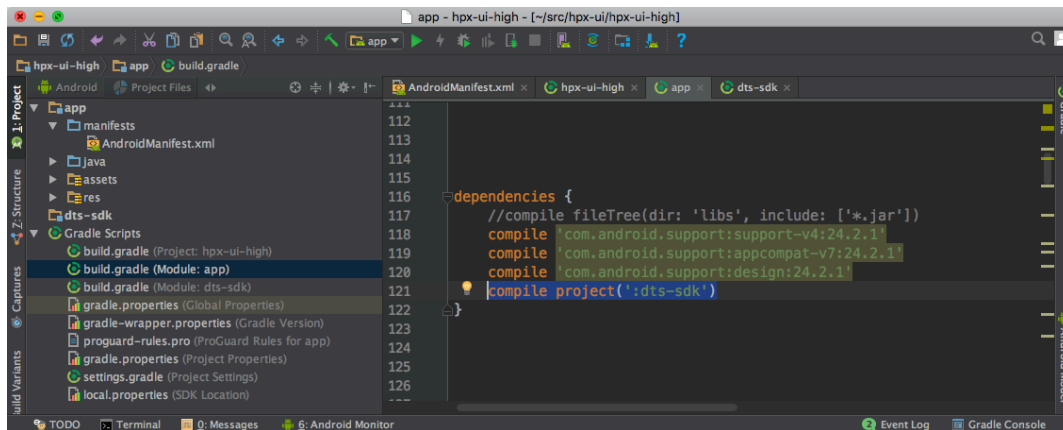 app - hpx-ui-high - [~/src/hpx-ui/hpx-ui-high]
app
hpx-ui-high app build.gradle
Android Project Files
AndroidManifest.xml hpx-ui-high app dts-sdk
1: Project
Z: Structure
Captures
app
manifests
AndroidManifest.xml
java
assets
res
dts-sdk
Gradle Scripts
build.gradle (Project: hpx-ui-high)
build.gradle (Module: app)
build.gradle (Module: dts-sdk)
gradle.properties (Global Properties)
gradle-wrapper.properties (Gradle Version)
proguard-rules.pro (ProGuard Rules for app)
gradle.properties (Project Properties)
settings.gradle (Project Settings)
local.properties (SDK Location)
111
112
113
114
115
116 dependencies {
117 //compile fileTree(dir: 'libs', include: ['*.jar'])
118 compile 'com.android.support:support-v4:24.2.1'
119 compile 'com.android.support:appcompat-v7:24.2.1'
120 compile 'com.android.support:design:24.2.1'
121 compile project(':dts-sdk')
122 }
123
124
125
126
TODO Terminal 0: Messages 6: Android Monitor 2 Event Log Gradle Console